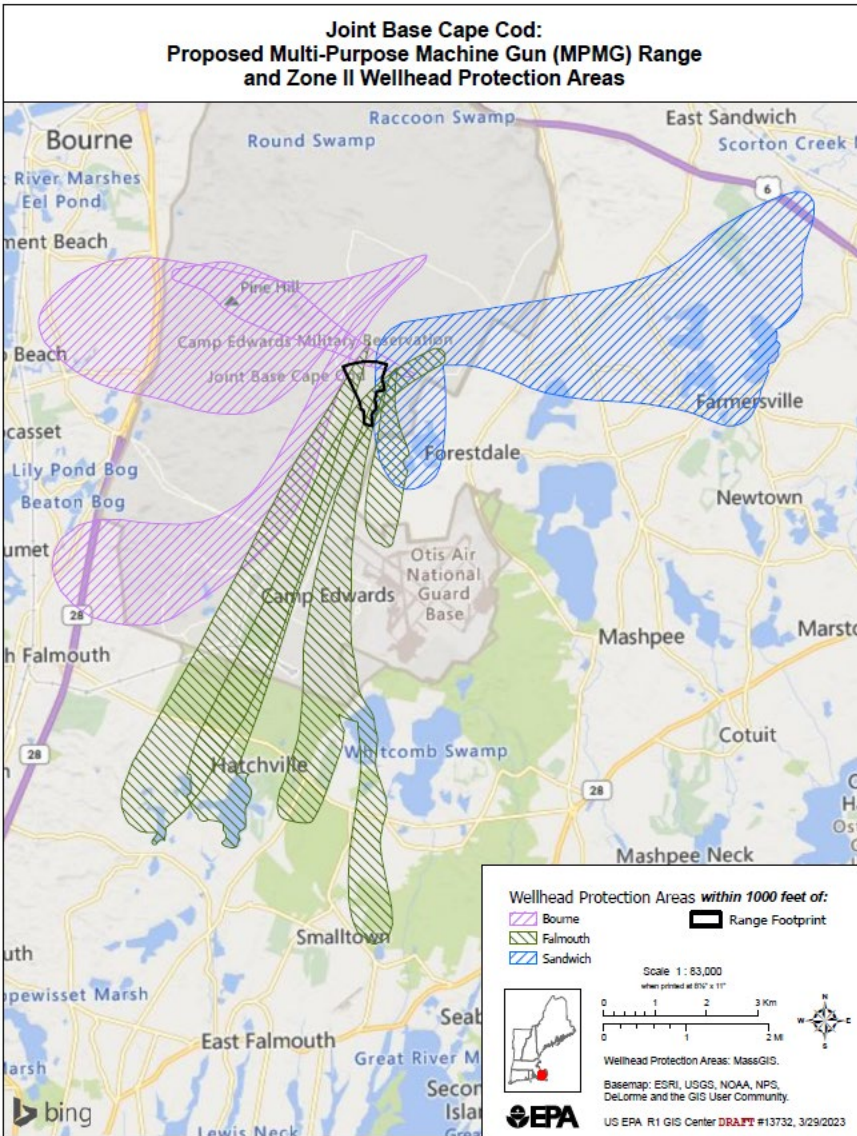 Joint Base Cape Cod:
Proposed Multi-Purpose Machine Gun (MPMG) Range
and Zone II Wellhead Protection Areas
Raccoon Swamp
East Sandwich
Bourne
Round Swamp
Scorton Creek
River Marshes
6
Eel Pond
ment Beach
Pine Hill
Camp Edwards Military Reservation
Beach
Joint Base Cape Cod
Farmersville
ocasset
Forestdale
Lily Pond Bog
Newtown
Beaton Bog
umet
Otis Air
National
Guard
Base
Camp Edwards
28
Mashpee
Marsto
h Falmouth
Cotuit
28
Whitcomb Swamp
Hatchville
28
Mashpee Neck
Smalltown
uth
pewisset Marsh
Seab
East Falmouth
Great River M
larsh
Secon
Islan
Lewis Neck
Grea
bing
Wellhead Protection Areas within 1000 feet of:
Bourne
Range Footprint
Falmouth
Sandwich
Scale 1 : 83,000
when printed at 8½" x 11"
0 1 2 3 Km
0 1 2 Mi
N
W E
S
Wellhead Protection Areas: MassGIS.
Basemap: ESRI, USGS, NOAA, NPS,
DeLorme and the GIS User Community.
EPA
US EPA R1 GIS Center DRAFT #13732, 3/29/2023